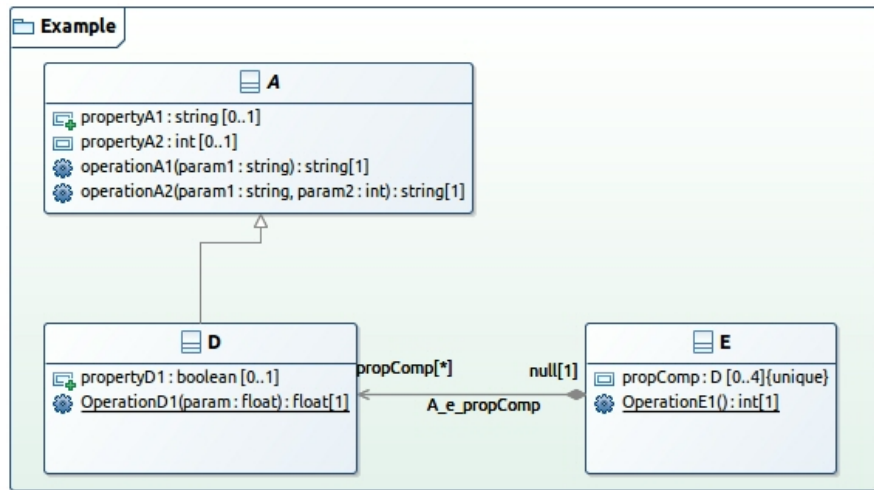 Example
A
propertyA1 : string [0..1]
propertyA2 : int [0..1]
operationA1(param1 : string) : string[1]
operationA2(param1 : string, param2 : int) : string[1]
D
propertyD1 : boolean [0..1]
OperationD1(param : float) : float[1]
propComp[*]
null[1]
A_e_propComp
E
propComp : D [0..4]{unique}
OperationE1() : int[1]